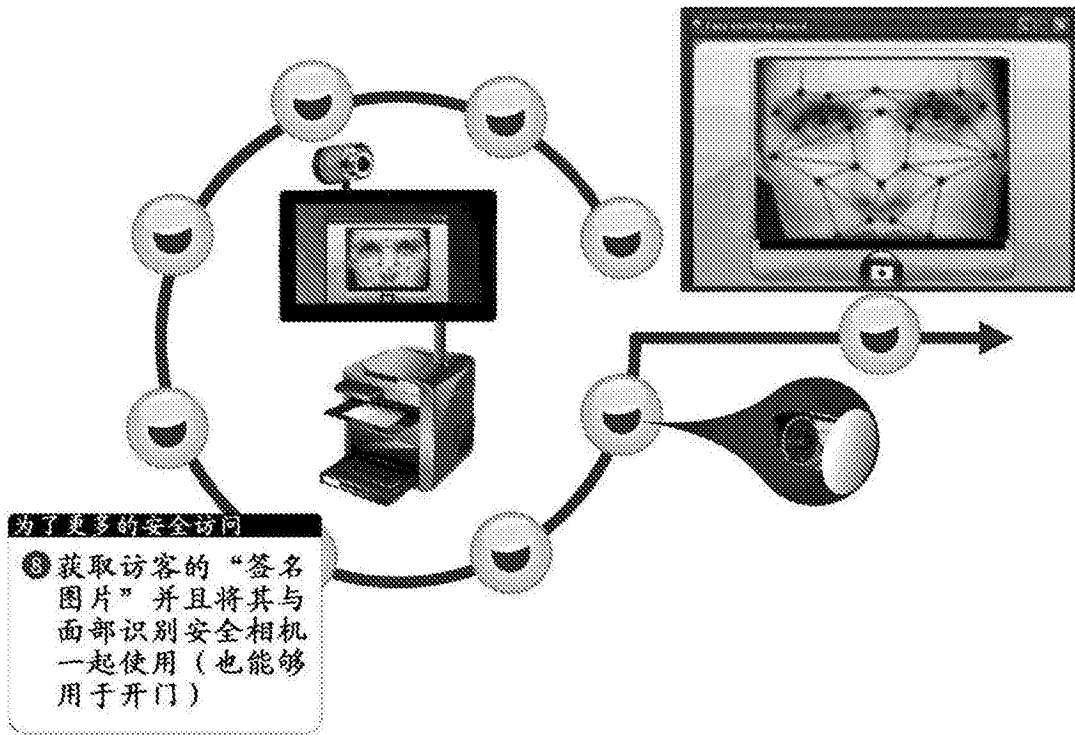 为了更多的安全访问
8 获取访客的“签名
图片”并且将其与
面部识别安全相机
一起使用（也能够
用于开门）